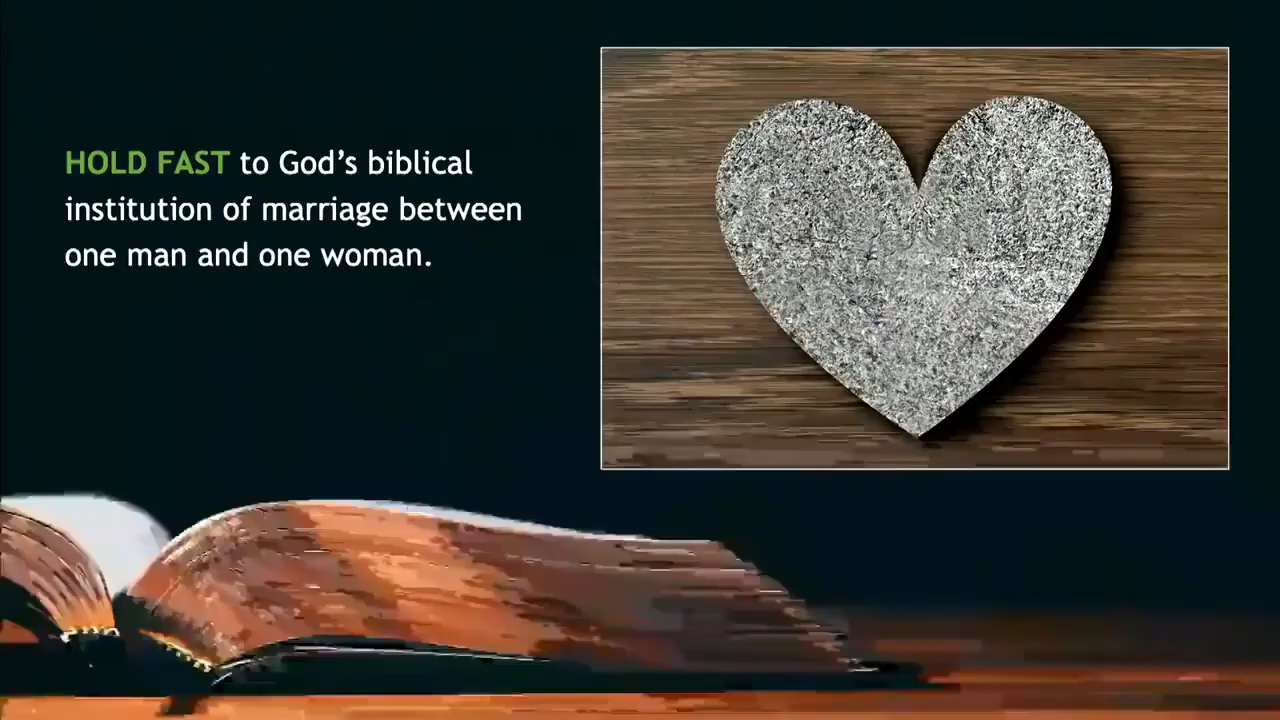 HOLD FAST to God’s biblical
institution of marriage between
one man and one woman.